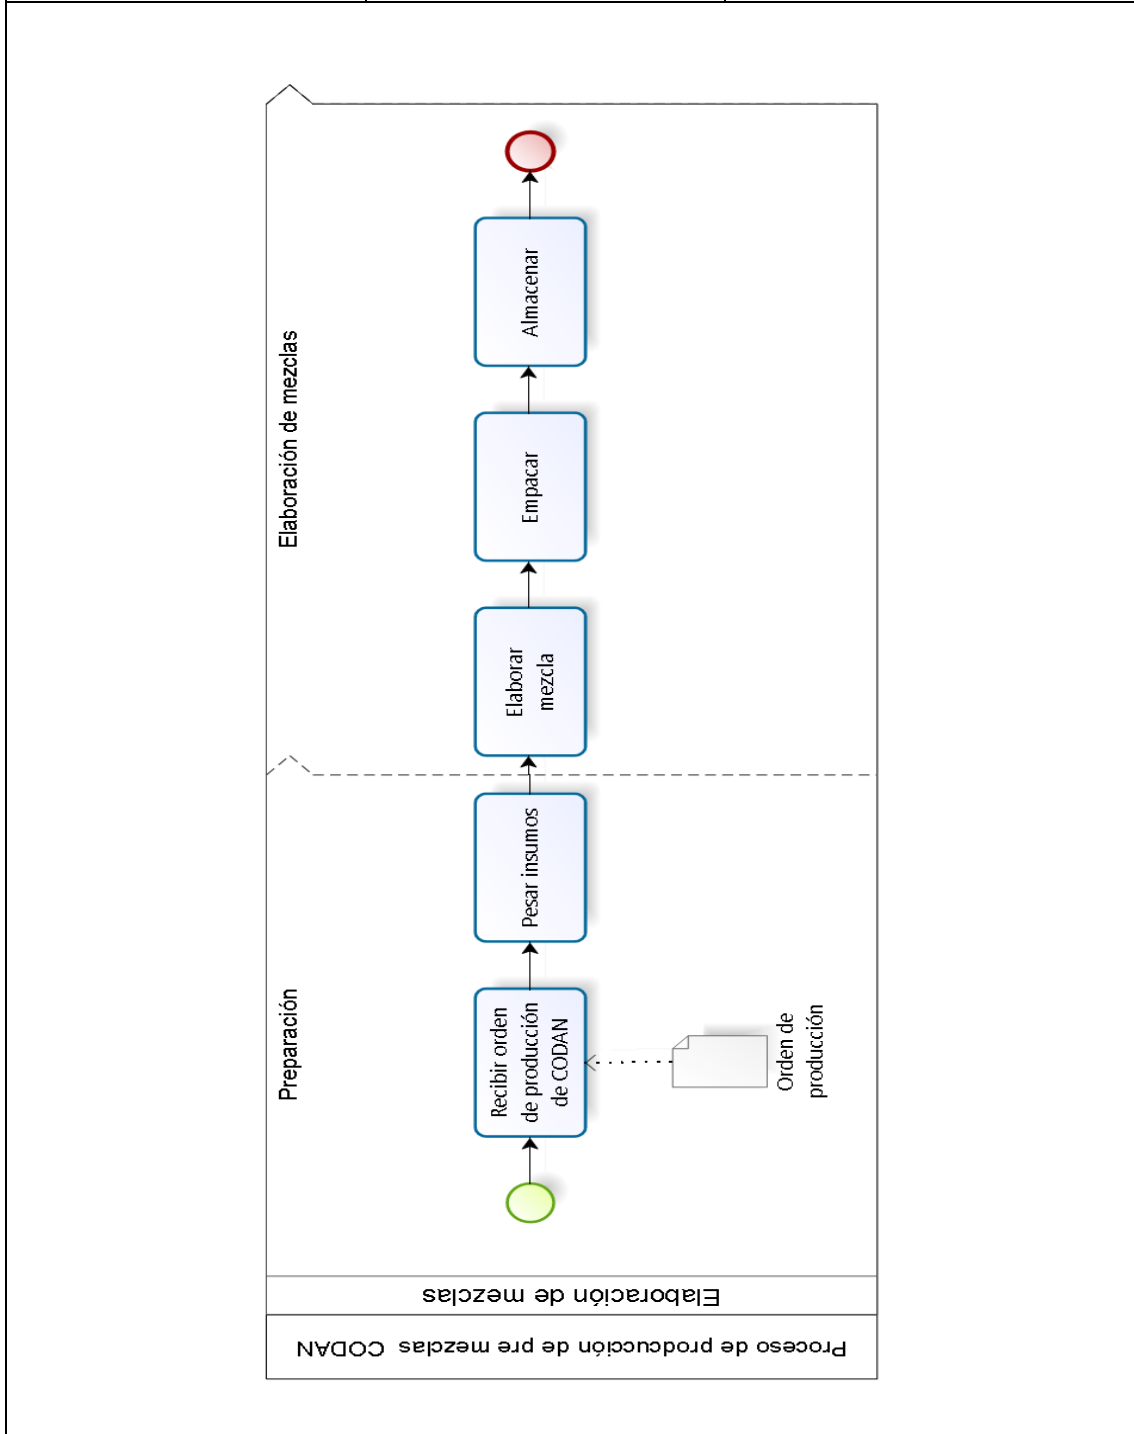 Proceso de producción de pre mezclas CODAN
Elaboración de mezclas
Preparación
Elaboración de mezclas
Recibir orden
de producción
de CODAN
Orden de
producción
Pesar insumos
Elaborar
mezcla
Empacar
Almacenar